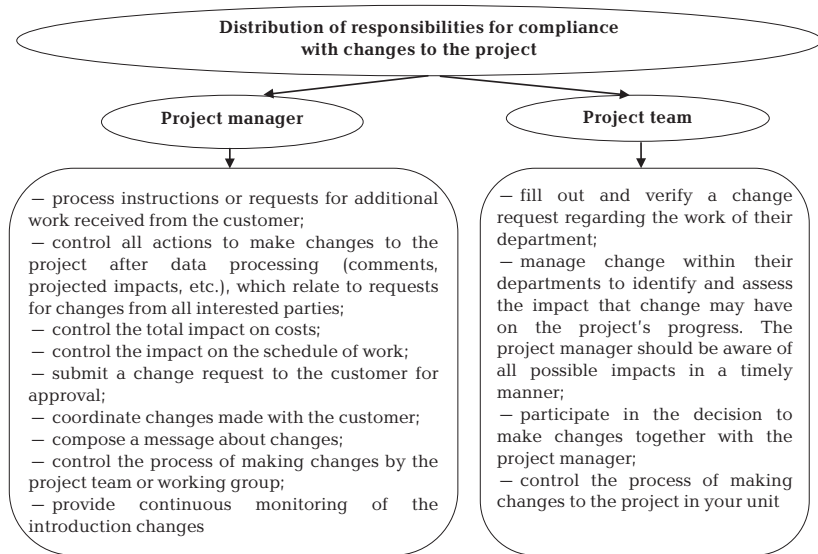 Distribution of responsibilities for compliance
with changes to the project
Project manager
Project team
— process instructions or requests for additional
work received from the customer;
— control all actions to make changes to the
project after data processing (comments,
projected impacts, etc.), which relate to requests
for changes from all interested parties;
— control the total impact on costs;
— control the impact on the schedule of work;
— submit a change request to the customer for
approval;
— coordinate changes made with the customer;
— compose a message about changes;
— control the process of making changes by the
project team or working group;
— provide continuous monitoring of the
introduction changes
— fill out and verify a change
request regarding the work of their
department;
— manage change within their
departments to identify and assess
the impact that change may have
on the project's progress. The
project manager should be aware of
all possible impacts in a timely
manner;
— participate in the decision to
make changes together with the
project manager;
— control the process of making
changes to the project in your unit